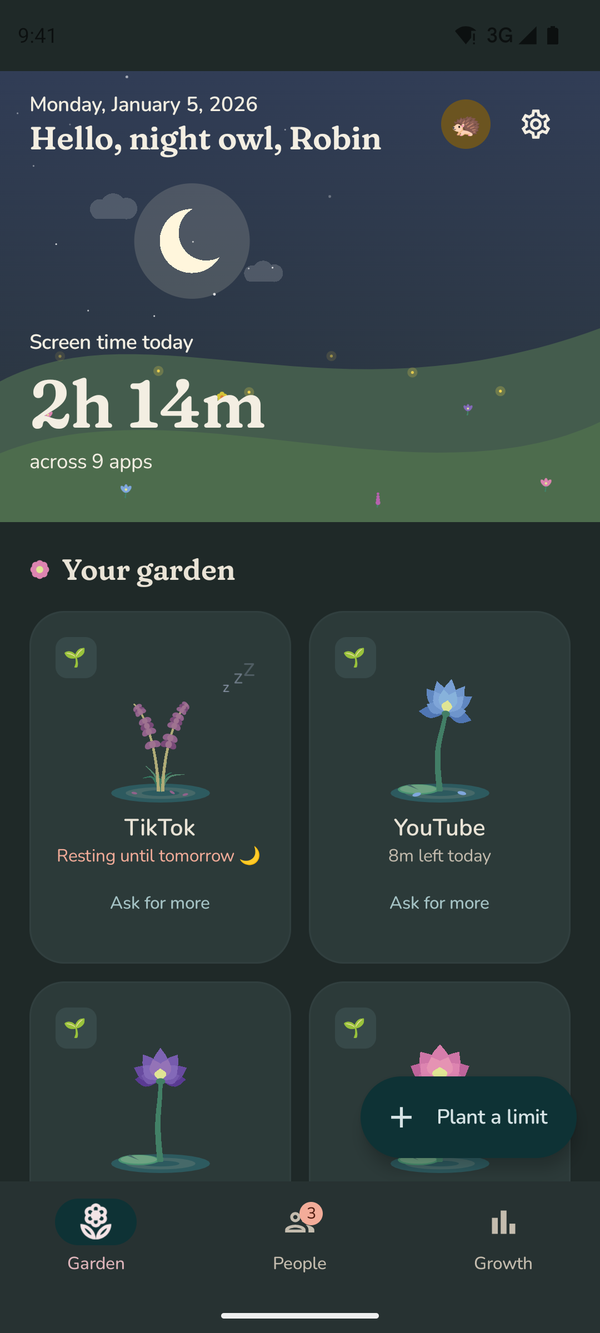 9:41
3G
Monday, January 5, 2026
Hello, night owl, Robin
Screen time today
2h 14m
across 9 apps
Your garden
z z Z
TikTok
Resting until tomorrow 🌙
Ask for more
YouTube
8m left today
Ask for more
+ Plant a limit
Garden
3
People
Growth